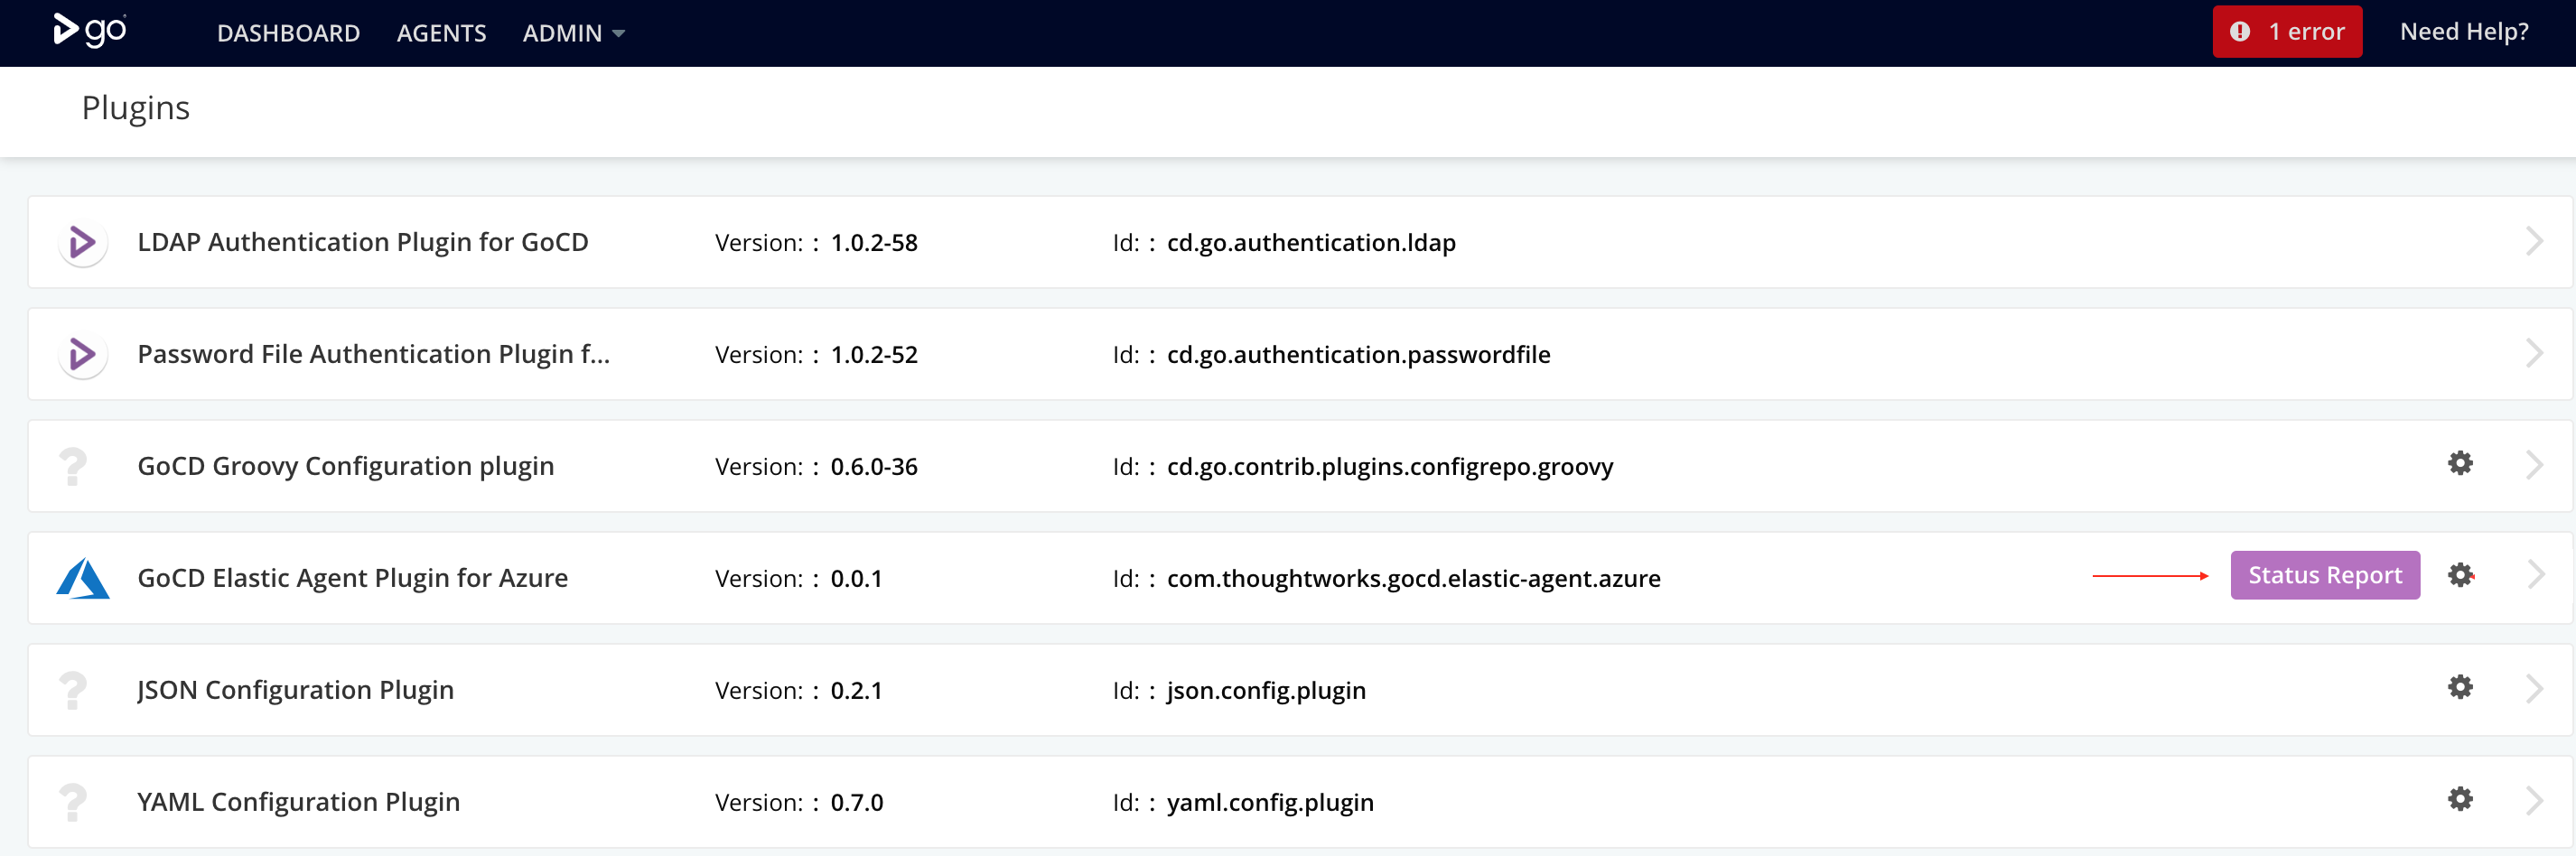 go DASHBOARD AGENTS ADMIN 1 error Need Help?
Plugins
LDAP Authentication Plugin for GoCD Version: : 1.0.2-58 Id: : cd.go.authentication.ldap
Password File Authentication Plugin f... Version: : 1.0.2-52 Id: : cd.go.authentication.passwordfile
GoCD Groovy Configuration plugin Version: : 0.6.0-36 Id: : cd.go.contrib.plugins.configrepo.groovy
GoCD Elastic Agent Plugin for Azure Version: : 0.0.1 Id: : com.thoughtworks.gocd.elastic-agent.azure Status Report
JSON Configuration Plugin Version: : 0.2.1 Id: : json.config.plugin
YAML Configuration Plugin Version: : 0.7.0 Id: : yaml.config.plugin